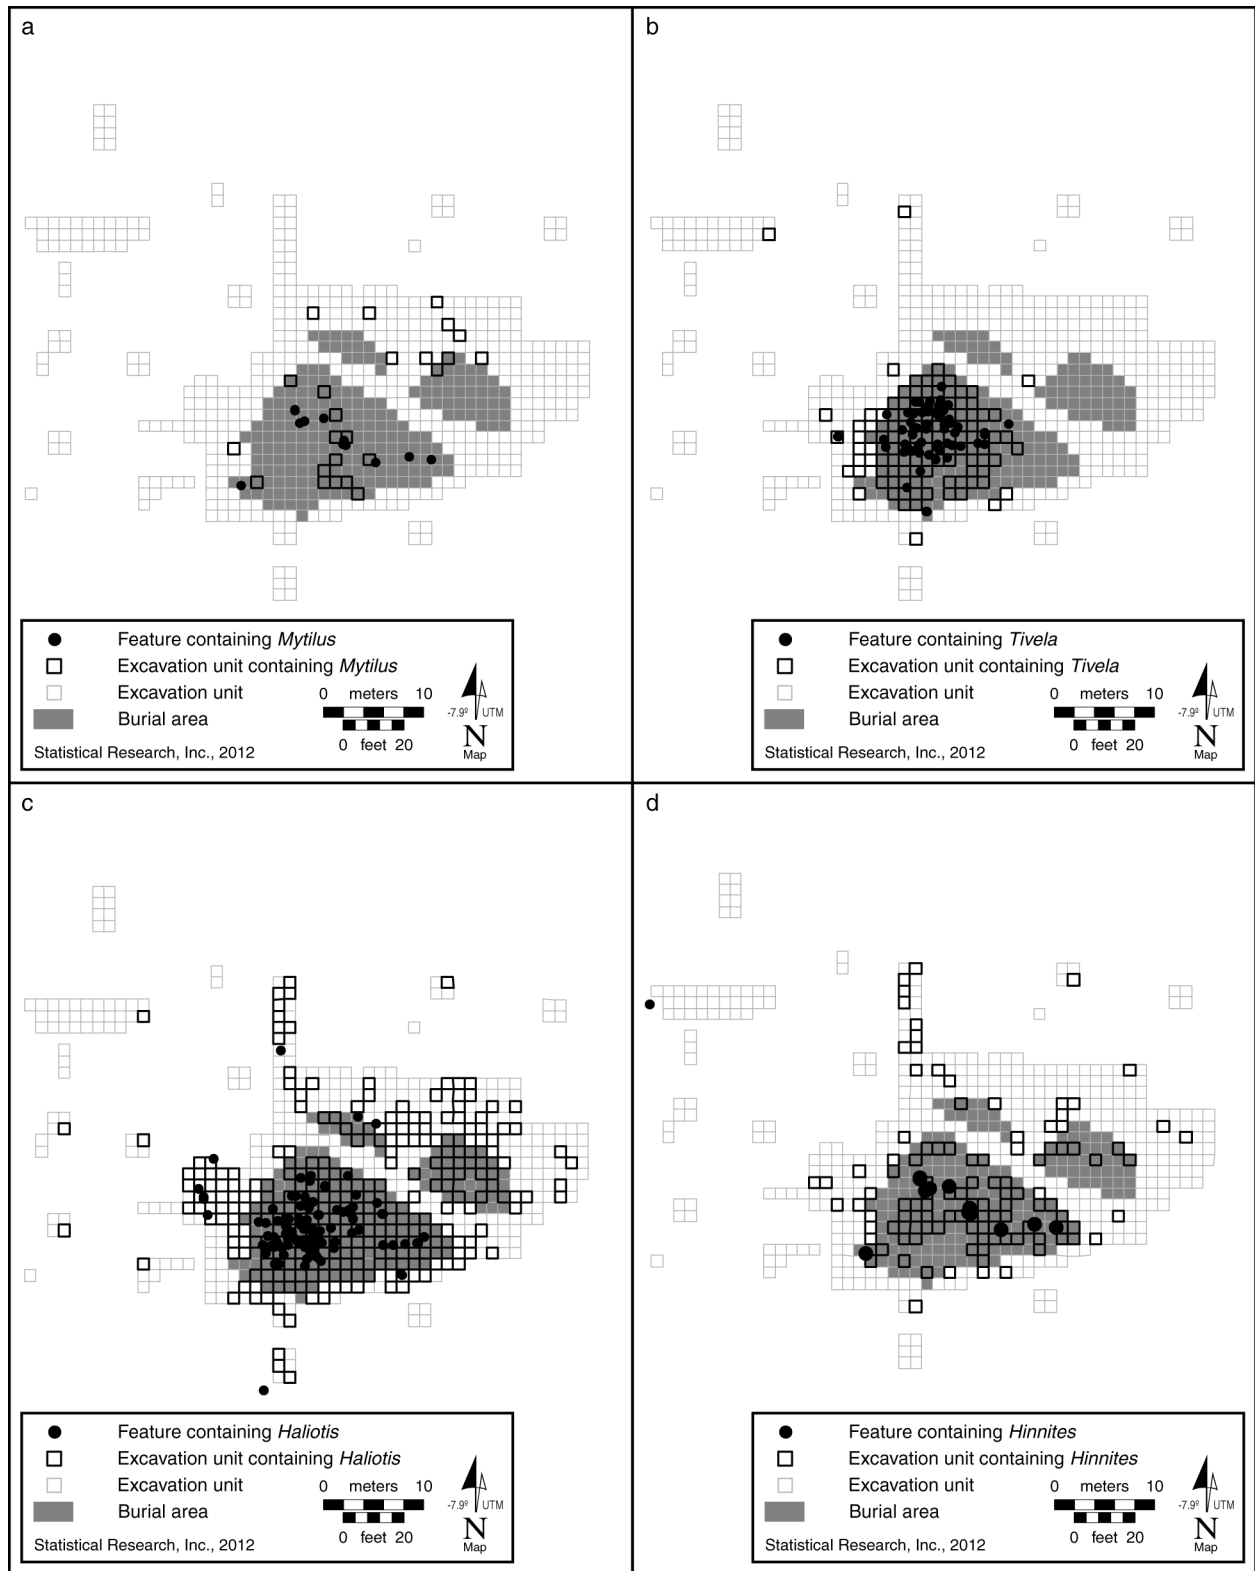 a
Feature containing Mytilus
Excavation unit containing Mytilus
Excavation unit
Burial area
Statistical Research, Inc., 2012
0 meters 10
0 feet 20
-7.9º UTM
N
Map
b
Feature containing Tivela
Excavation unit containing Tivela
Excavation unit
Burial area
Statistical Research, Inc., 2012
0 meters 10
0 feet 20
-7.9º UTM
N
Map
c
Feature containing Haliotis
Excavation unit containing Haliotis
Excavation unit
Burial area
Statistical Research, Inc., 2012
0 meters 10
0 feet 20
-7.9º UTM
N
Map
d
Feature containing Hinnites
Excavation unit containing Hinnites
Excavation unit
Burial area
Statistical Research, Inc., 2012
0 meters 10
0 feet 20
-7.9º UTM
N
Map